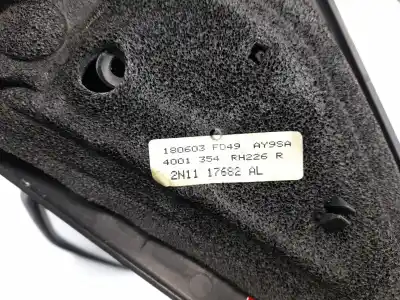 180603 FD49 AY9SA
4001 354 RH226 R
2N11 17682 AL